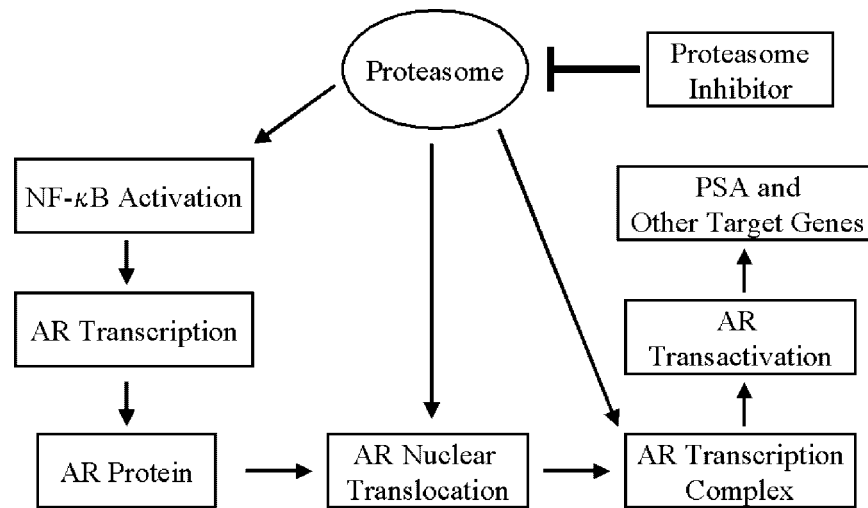 Proteasome
Proteasome
Inhibitor
NF-κB Activation
PSA and
Other Target Genes
AR Transcription
AR
Transactivation
AR Protein
AR Nuclear
Translocation
AR Transcription
Complex